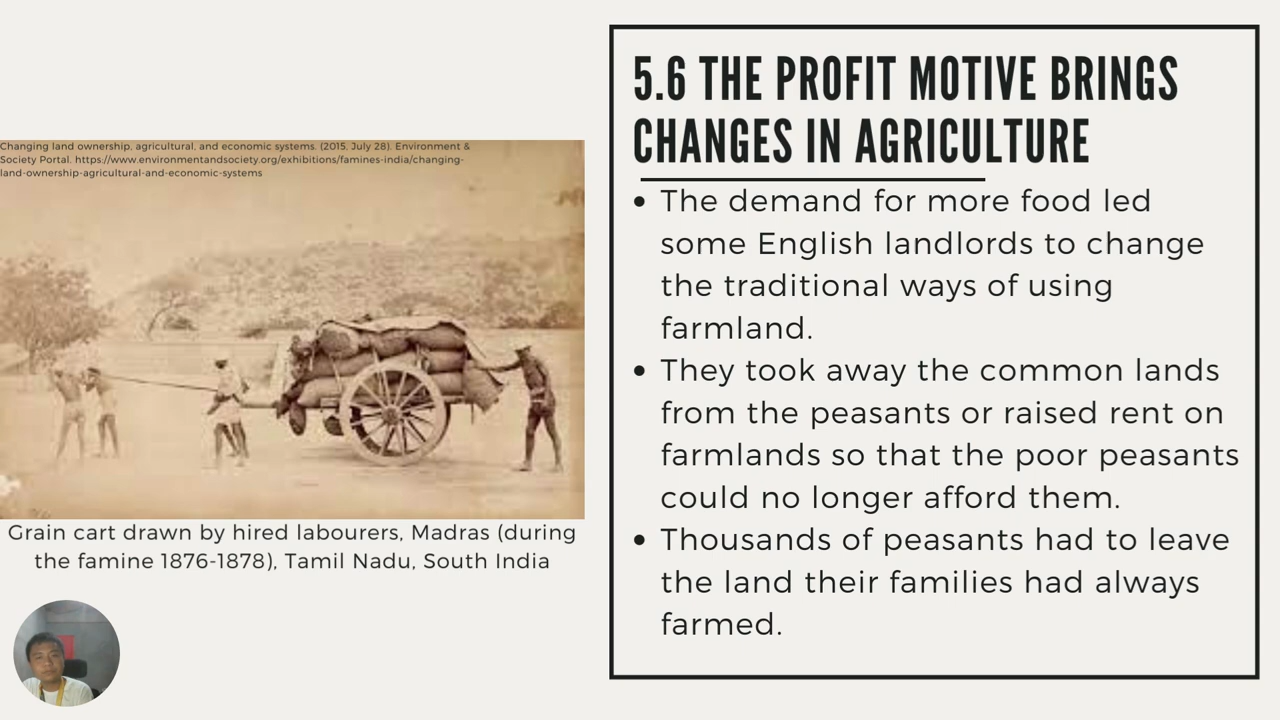 Changing land ownership, agricultural, and economic systems. (2015, July 28). Environment &
Society Portal. https://www.environmentandsociety.org/exhibitions/famines-india/changing-
land-ownership-agricultural-and-economic-systems
Grain cart drawn by hired labourers, Madras (during
the famine 1876-1878), Tamil Nadu, South India
5.6 THE PROFIT MOTIVE BRINGS
CHANGES IN AGRICULTURE
• The demand for more food led
some English landlords to change
the traditional ways of using
farmland.
• They took away the common lands
from the peasants or raised rent on
farmlands so that the poor peasants
could no longer afford them.
• Thousands of peasants had to leave
the land their families had always
farmed.